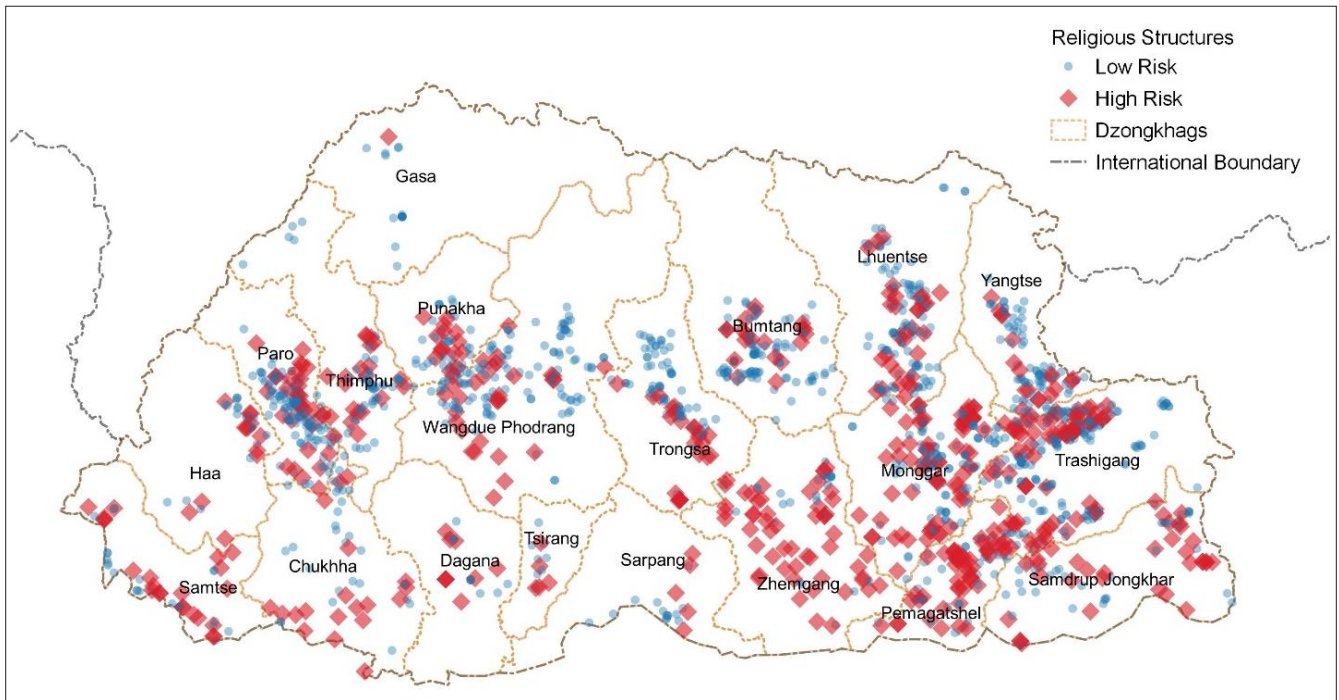 Religious Structures
Low Risk
High Risk
Dzongkhags
International Boundary
Gasa
Lhuentse
Yangtse
Punakha
Bumtang
Paro
Thimphu
Wangdue Phodrang
Trongsa
Monggar
Trashigang
Haa
Tsirang
Dagana
Sarpang
Chukhha
Samtse
Zhemgang
Samdrup Jongkhar
Pemagatshel